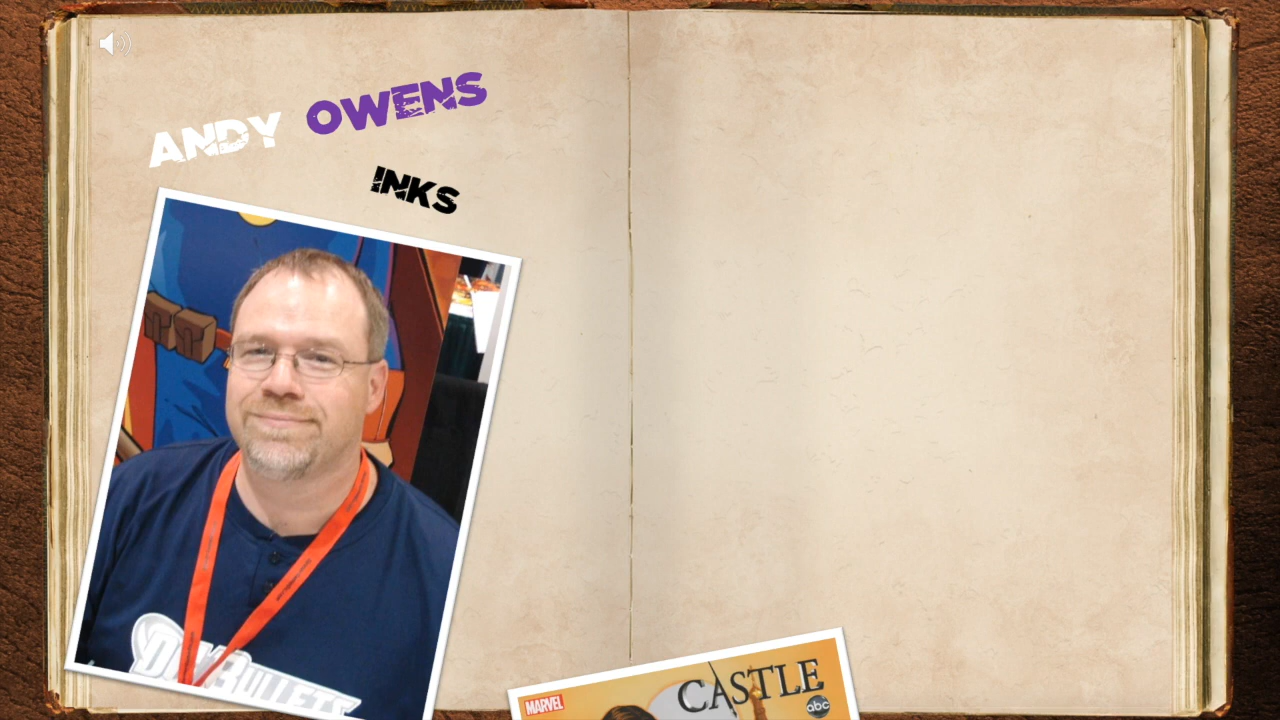 ANDY OWENS
INKS
MARVEL
CASTLE
abc